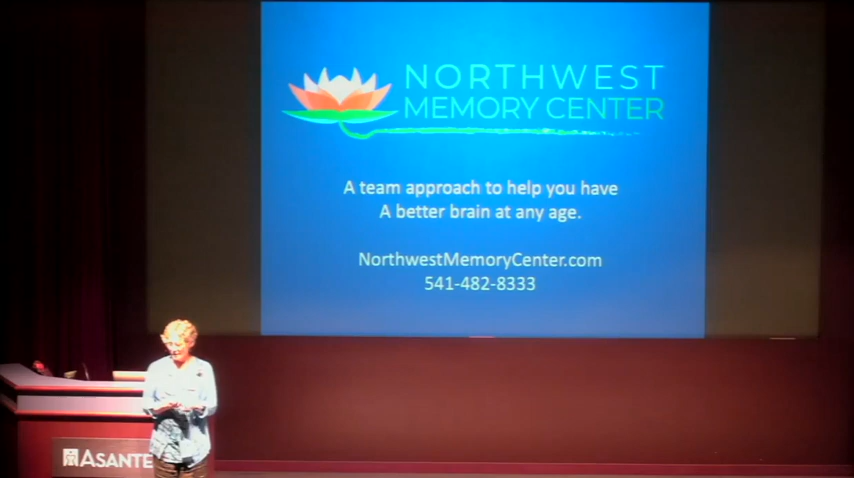 NORTHWEST
MEMORY CENTER
A team approach to help you have
A better brain at any age.
NorthwestMemoryCenter.com
541-482-8333
ASANTE